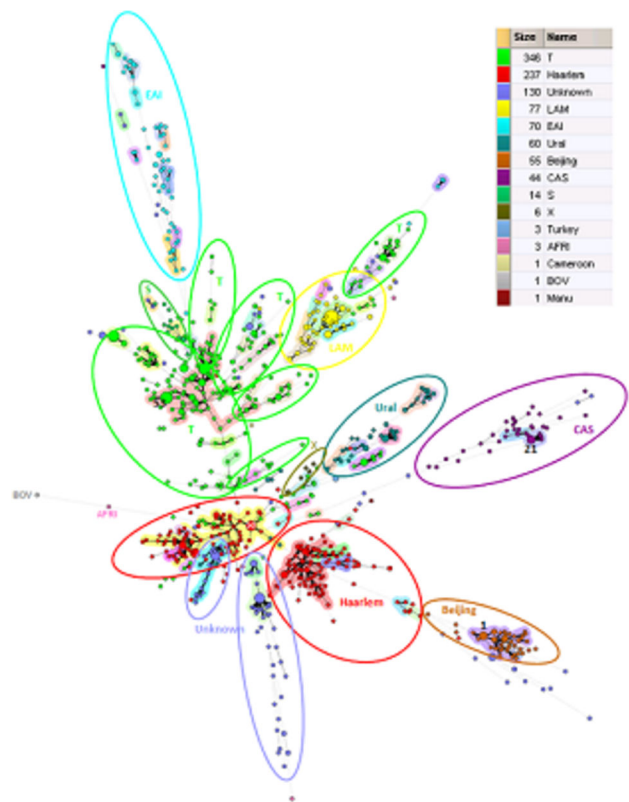 Size Name
346 T
237 Haarlem
130 Unknown
77 LAM
70 EAI
60 Ural
55 Beijing
44 CAS
14 S
6 X
3 Turkey
3 AFRI
1 Cameroon
1 BOV
1 Manu
EAI
T
T
T
LAM
Ural
CAS
21
T
X
BOV
AFRI
Haarlem
Beijing
1
Unknown